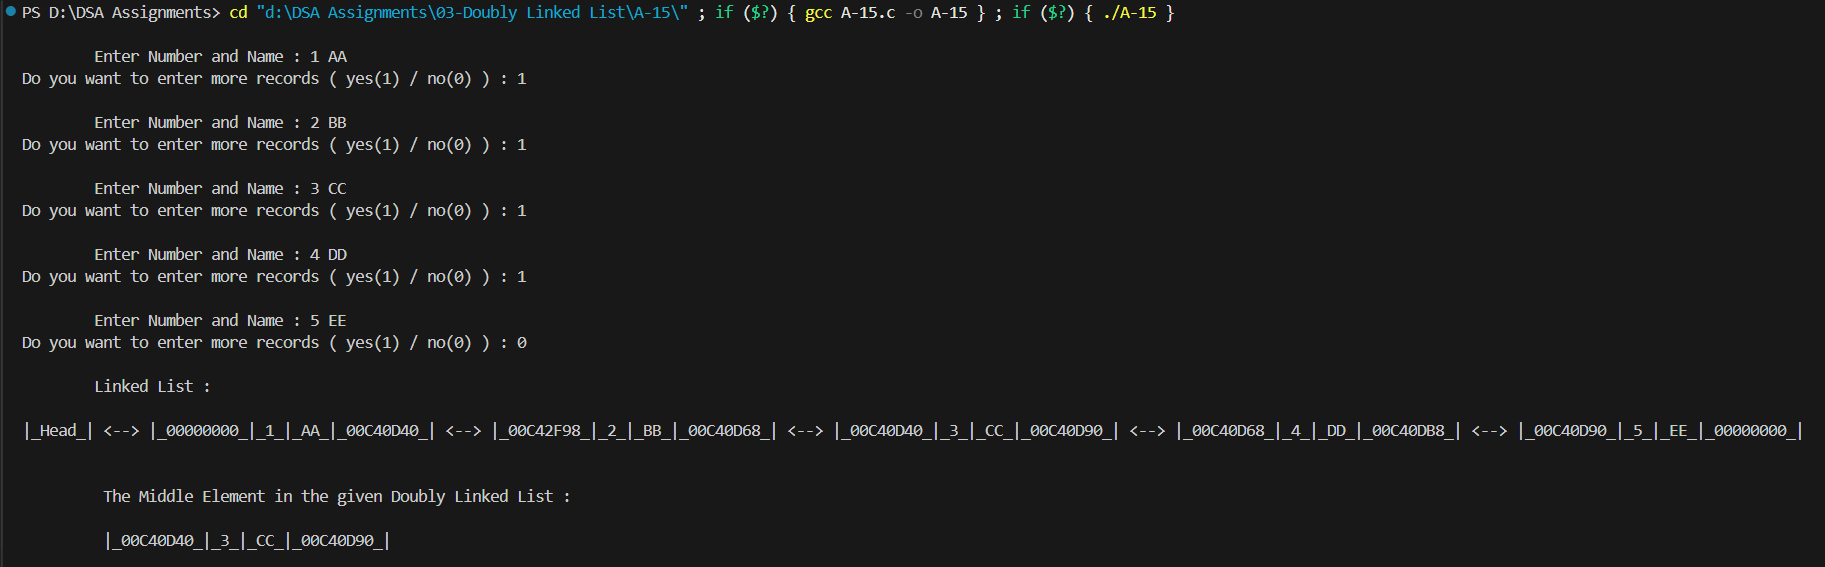 PS D:\DSA Assignments> cd "d:\DSA Assignments\03-Doubly Linked List\A-15\" ; if ($?) { gcc A-15.c -o A-15 } ; if ($?) { ./A-15 }
Enter Number and Name : 1 AA
Do you want to enter more records ( yes(1) / no(0) ) : 1
Enter Number and Name : 2 BB
Do you want to enter more records ( yes(1) / no(0) ) : 1
Enter Number and Name : 3 CC
Do you want to enter more records ( yes(1) / no(0) ) : 1
Enter Number and Name : 4 DD
Do you want to enter more records ( yes(1) / no(0) ) : 1
Enter Number and Name : 5 EE
Do you want to enter more records ( yes(1) / no(0) ) : 0
Linked List :
|_Head_| <--> |_00000000_|_1_|_AA_|_00C40D40_| <--> |_00C42F98_|_2_|_BB_|_00C40D68_| <--> |_00C40D40_|_3_|_CC_|_00C40D90_| <--> |_00C40D68_|_4_|_DD_|_00C40DB8_| <--> |_00C40D90_|_5_|_EE_|_00000000_|
The Middle Element in the given Doubly Linked List :
|_00C40D40_|_3_|_CC_|_00C40D90_|